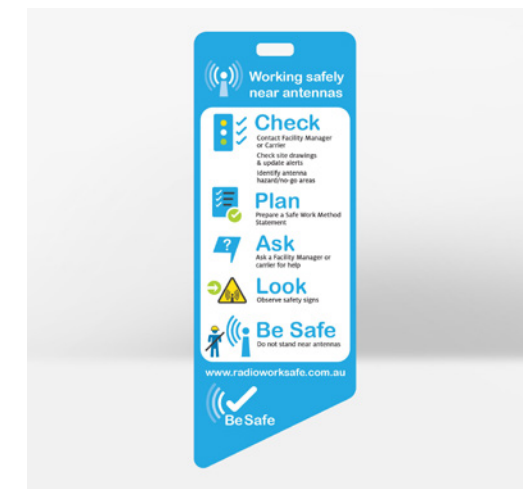 Working safely
near antennas
Check
Contact Facility Manager
or Carrier
Check site drawings
& update alerts
Identify antenna
hazard/no-go areas
Plan
Prepare a Safe Work Method
Statement
?
Ask
Ask a Facility Manager or
carrier for help
Look
Observe safety signs
Be Safe
Do not stand near antennas
www.radioworksafe.com.au
BeSafe